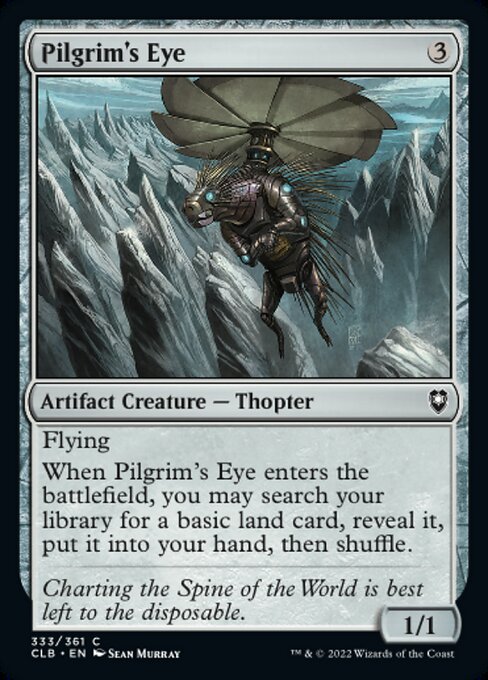 Pilgrim's Eye 3
Artifact Creature — Thopter
Flying
When Pilgrim's Eye enters the
battlefield, you may search your
library for a basic land card, reveal it,
put it into your hand, then shuffle.
Charting the Spine of the World is best
left to the disposable.
1/1
333/361 C
CLB • EN Sean Murray
™ & © 2022 Wizards of the Coast